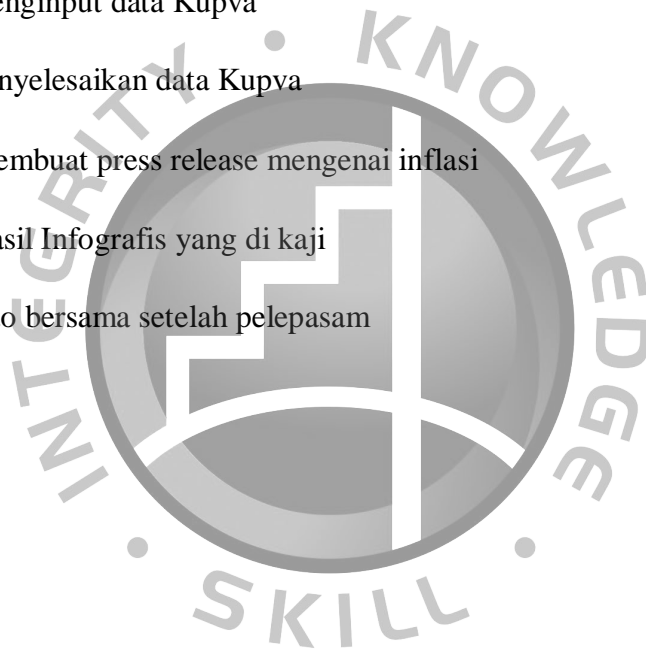 enginput data Kupva
nyelesaikan data Kupva
embuat press release mengenai inflasi
asil Infografis yang di kaji
o bersama setelah pelepasam
INTEGRITY • KNOWLEDGE • SKILL •